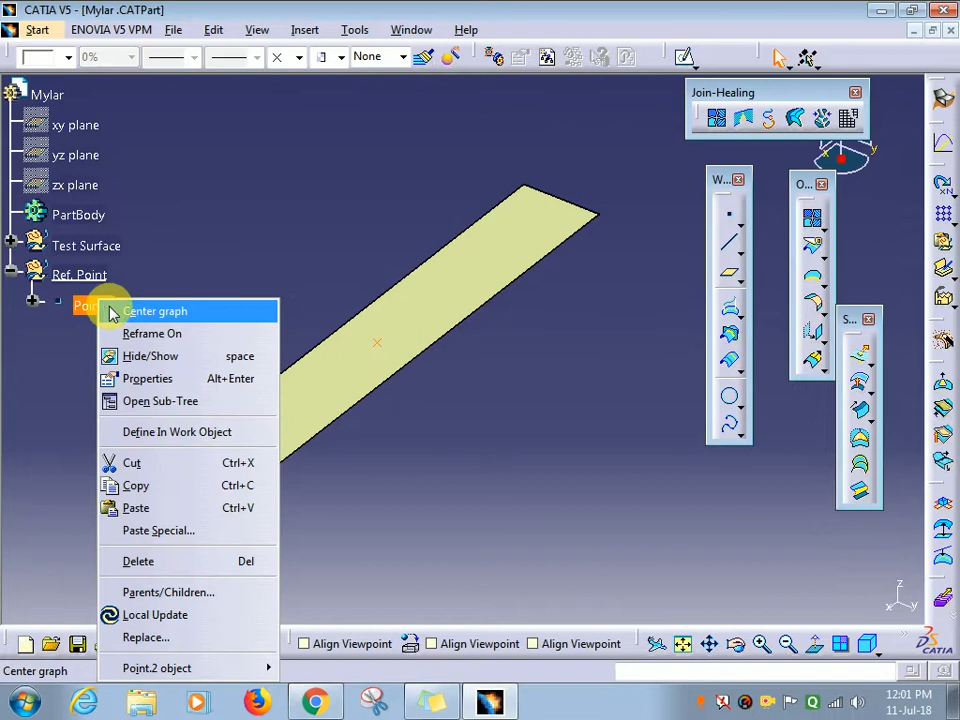 CATIA V5 - [Mylar .CATPart]
Start ENOVIA V5 VPM File Edit View Insert Tools Window Help
0% None
Join-Healing
Mylar
xy plane
yz plane
zx plane
PartBody
Test Surface
Ref. Point
W...
O...
S...
x y
Center graph
Reframe On
Hide/Show space
Properties Alt+Enter
Open Sub-Tree
Define In Work Object
Cut Ctrl+X
Copy Ctrl+C
Paste Ctrl+V
Paste Special...
Delete Del
Parents/Children...
Local Update
Replace...
Point.2 object
z
x y
Align Viewpoint Align Viewpoint Align Viewpoint
CATIA
Center graph
12:01 PM
11-Jul-18